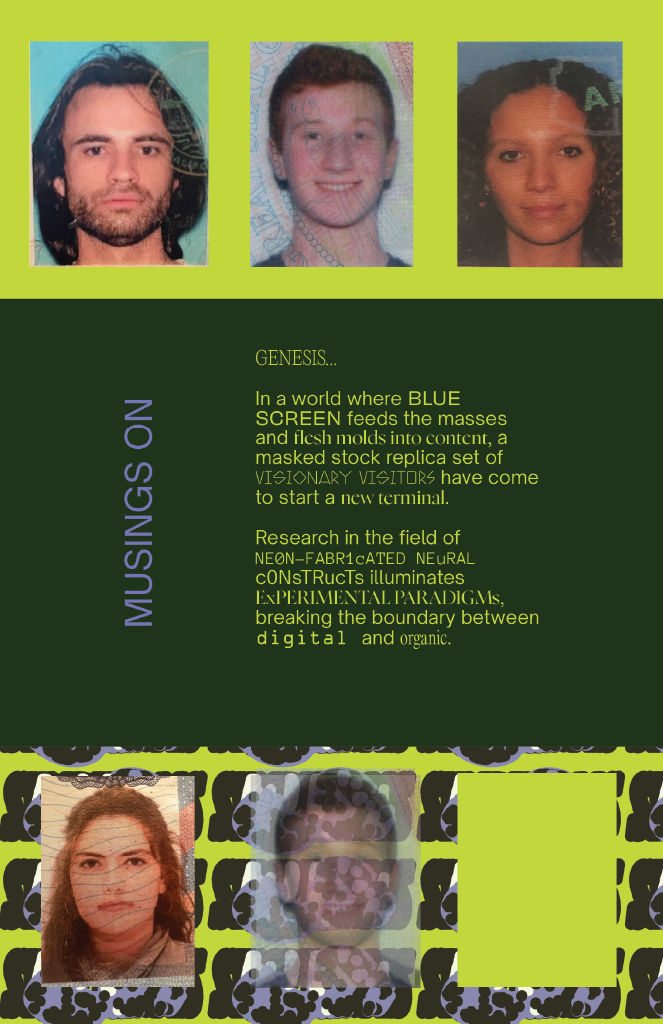 GENESIS...
In a world where BLUE
SCREEN feeds the masses
and flesh molds into content, a
masked stock replica set of
VISIONARY VISITORS have come
to start a new terminal.
Research in the field of
NE0N–FABR1cATED NEuRAL
c0NsTRucTs illuminates
ExPERIMENTAL PARADIGMs,
breaking the boundary between
digital and organic.
MUSINGS ON